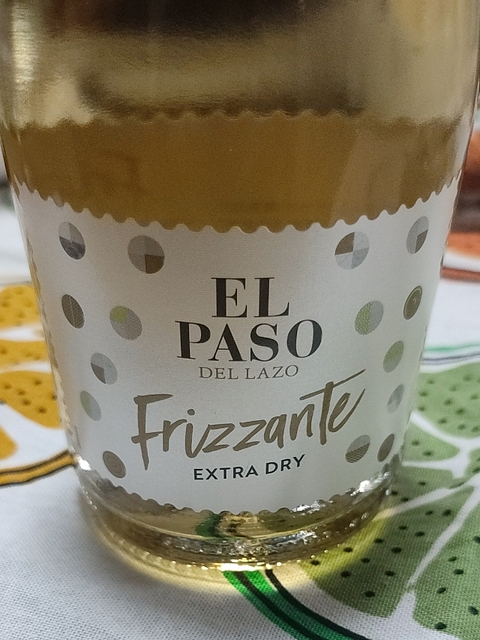 EL
PASO
DEL LAZO
Frizzante
EXTRA DRY